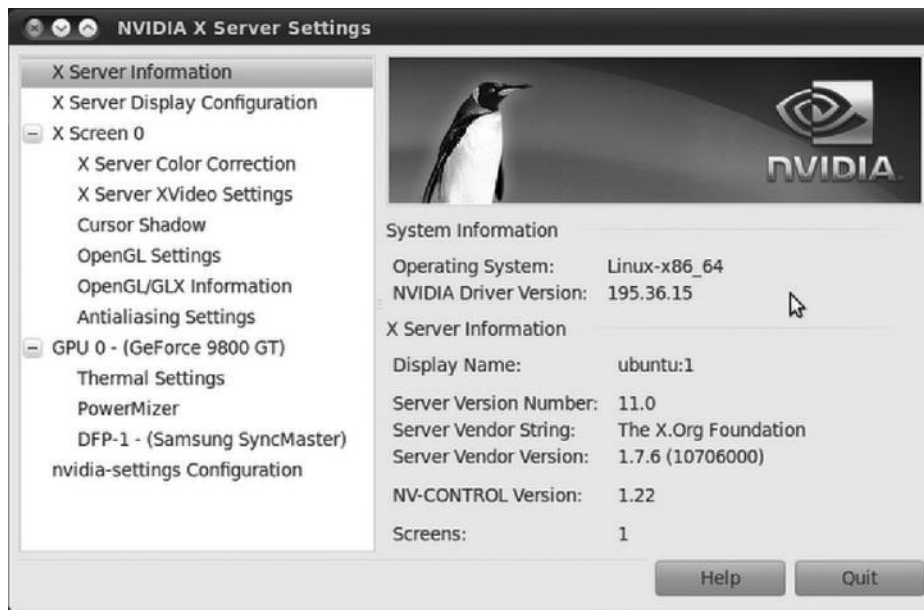 NVIDIA X Server Settings
X Server Information
X Server Display Configuration
X Screen 0
X Server Color Correction
X Server XVideo Settings
Cursor Shadow
OpenGL Settings
OpenGL/GLX Information
Antialiasing Settings
GPU 0 - (GeForce 9800 GT)
Thermal Settings
PowerMizer
DFP-1 - (Samsung SyncMaster)
nvidia-settings Configuration
NVIDIA
System Information
Operating System: Linux-x86_64
NVIDIA Driver Version: 195.36.15
X Server Information
Display Name: ubuntu:1
Server Version Number: 11.0
Server Vendor String: The X.Org Foundation
Server Vendor Version: 1.7.6 (10706000)
NV-CONTROL Version: 1.22
Screens: 1
Help Quit